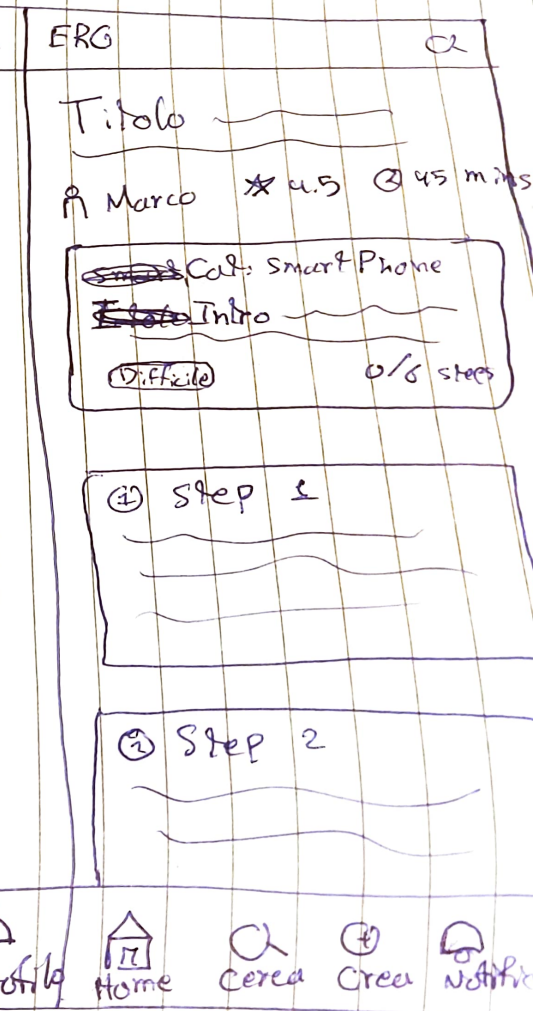 ERG
Titolo
Marco 4.5 45 mins
Cat: SmartPhone
Intro
Difficile 0/6 steps
1 Step 1
2 Step 2
Home Cerca Crea